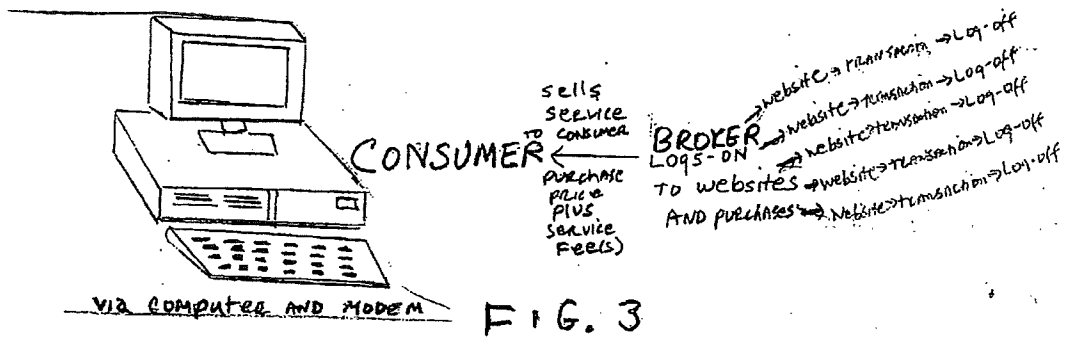 CONSUMER
sells
SERVICE
TO CONSUMER
PURCHASE
PRICE
PLUS
SERVICE
FEE(S)
BROKER
LOGS-ON
TO websites
AND PURCHASES
→website→TRANSACTION→LOG-Off
→website→transaction→LOG-Off
→website→transaction→LOG-Off
→website→transaction→LOG-Off
→Website→transaction→Log-off
VIA COMPUTER AND MODEM
FIG. 3